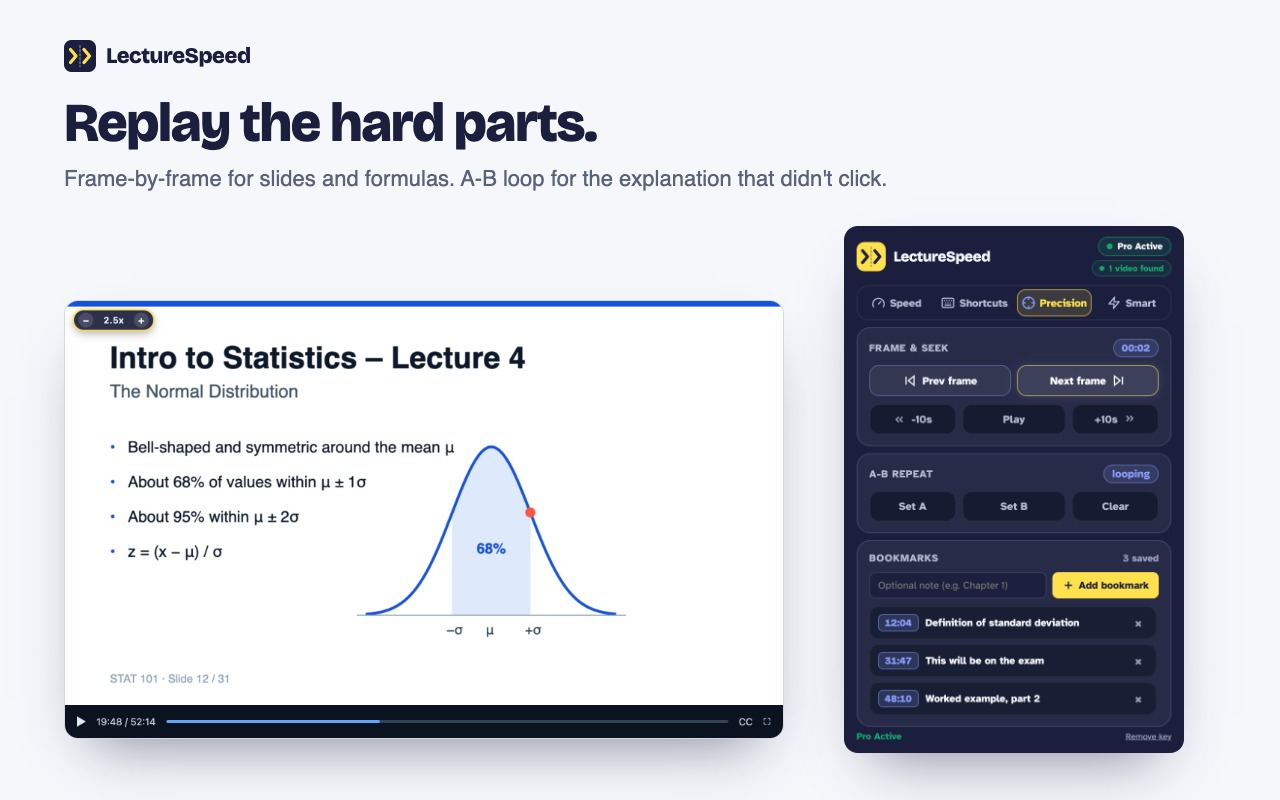 LectureSpeed
Replay the hard parts.
Frame-by-frame for slides and formulas. A-B loop for the explanation that didn't click.
− 2.5x +
Intro to Statistics – Lecture 4
The Normal Distribution
• Bell-shaped and symmetric around the mean μ
• About 68% of values within μ ± 1σ
• About 95% within μ ± 2σ
• z = (x − μ) / σ
68%
−σ μ +σ
STAT 101 · Slide 12 / 31
19:48 / 52:14 CC
LectureSpeed
Pro Active
1 video found
Speed Shortcuts Precision Smart
FRAME & SEEK 00:02
Prev frame Next frame
« -10s Play +10s »
A-B REPEAT looping
Set A Set B Clear
BOOKMARKS 3 saved
Optional note (e.g. Chapter 1) + Add bookmark
12:04 Definition of standard deviation ×
31:47 This will be on the exam ×
48:10 Worked example, part 2 ×
Pro Active Remove key